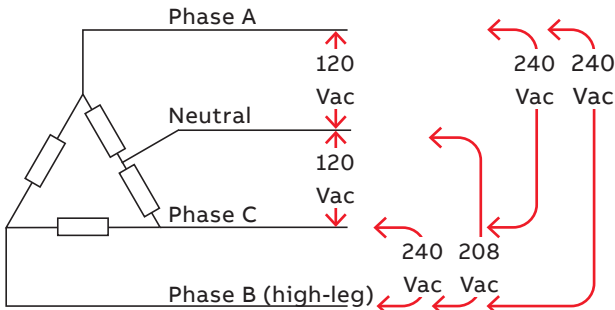 Phase A
120
Vac
240
Vac
240
Vac
Neutral
120
Vac
Phase C
240
Vac
208
Vac
Phase B (high-leg)